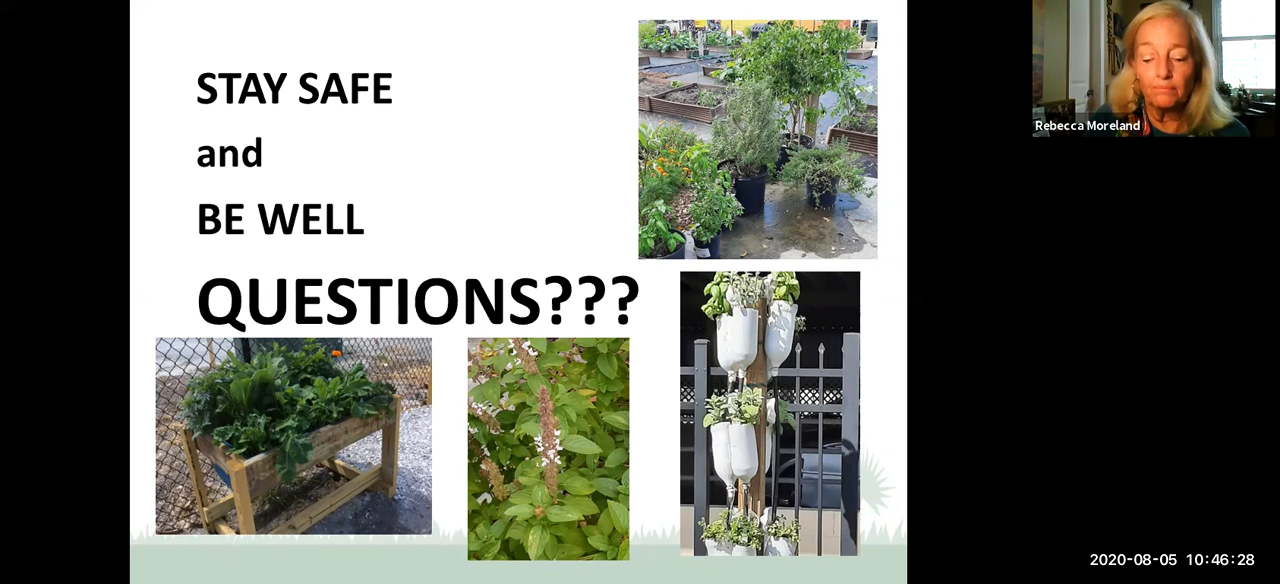 STAY SAFE
and
BE WELL
QUESTIONS???
Rebecca Moreland
2020-08-05 10:46:28